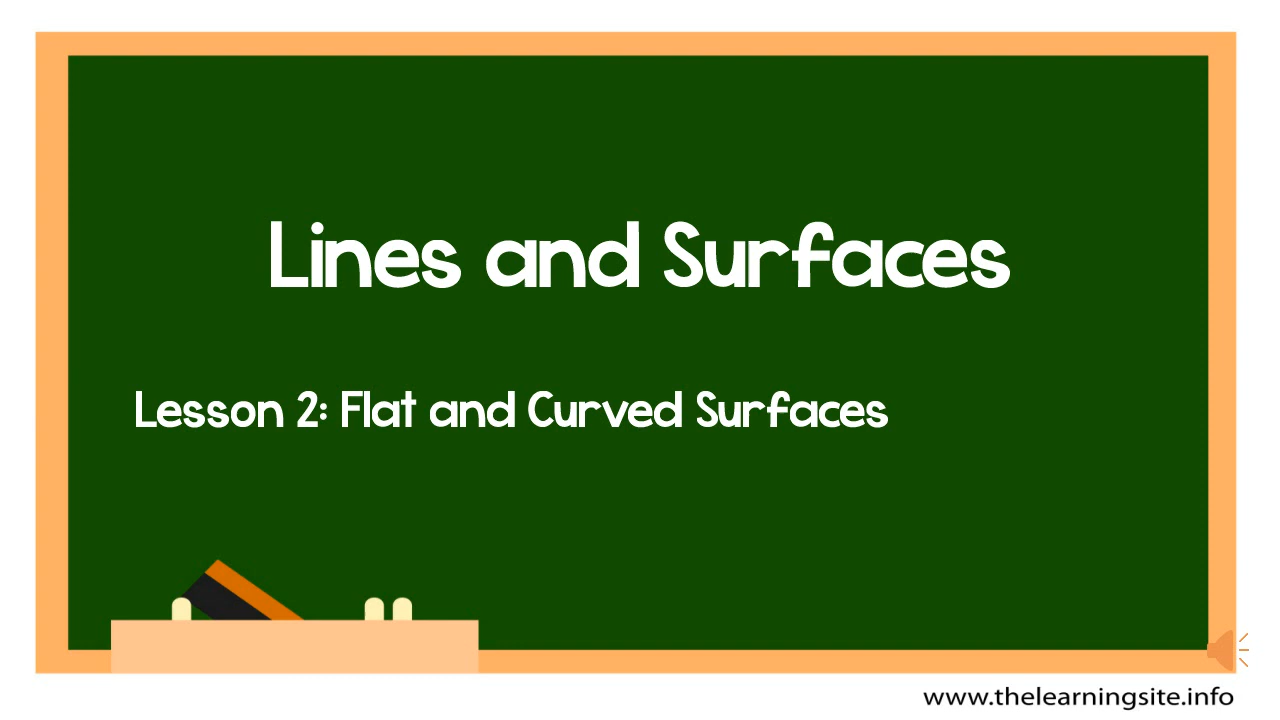 Lines and Surfaces
Lesson 2: Flat and Curved Surfaces
www.thelearningsite.info